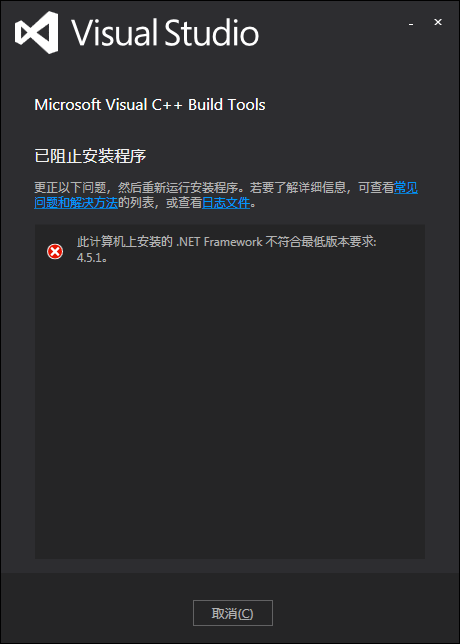 Visual Studio
Microsoft Visual C++ Build Tools
已阻止安装程序
更正以下问题，然后重新运行安装程序。若要了解详细信息，可查看常见
问题和解决方法的列表，或查看日志文件。
此计算机上安装的 .NET Framework 不符合最低版本要求:
4.5.1。
取消(C)